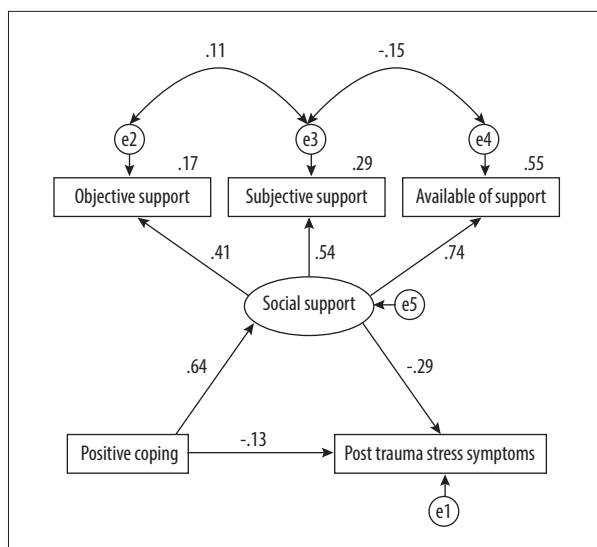 .11
-.15
e2
e3
e4
.17
.29
.55
Objective support
Subjective support
Available of support
.41
.54
.74
Social support
e5
.64
-.29
Positive coping
-.13
Post trauma stress symptoms
e1